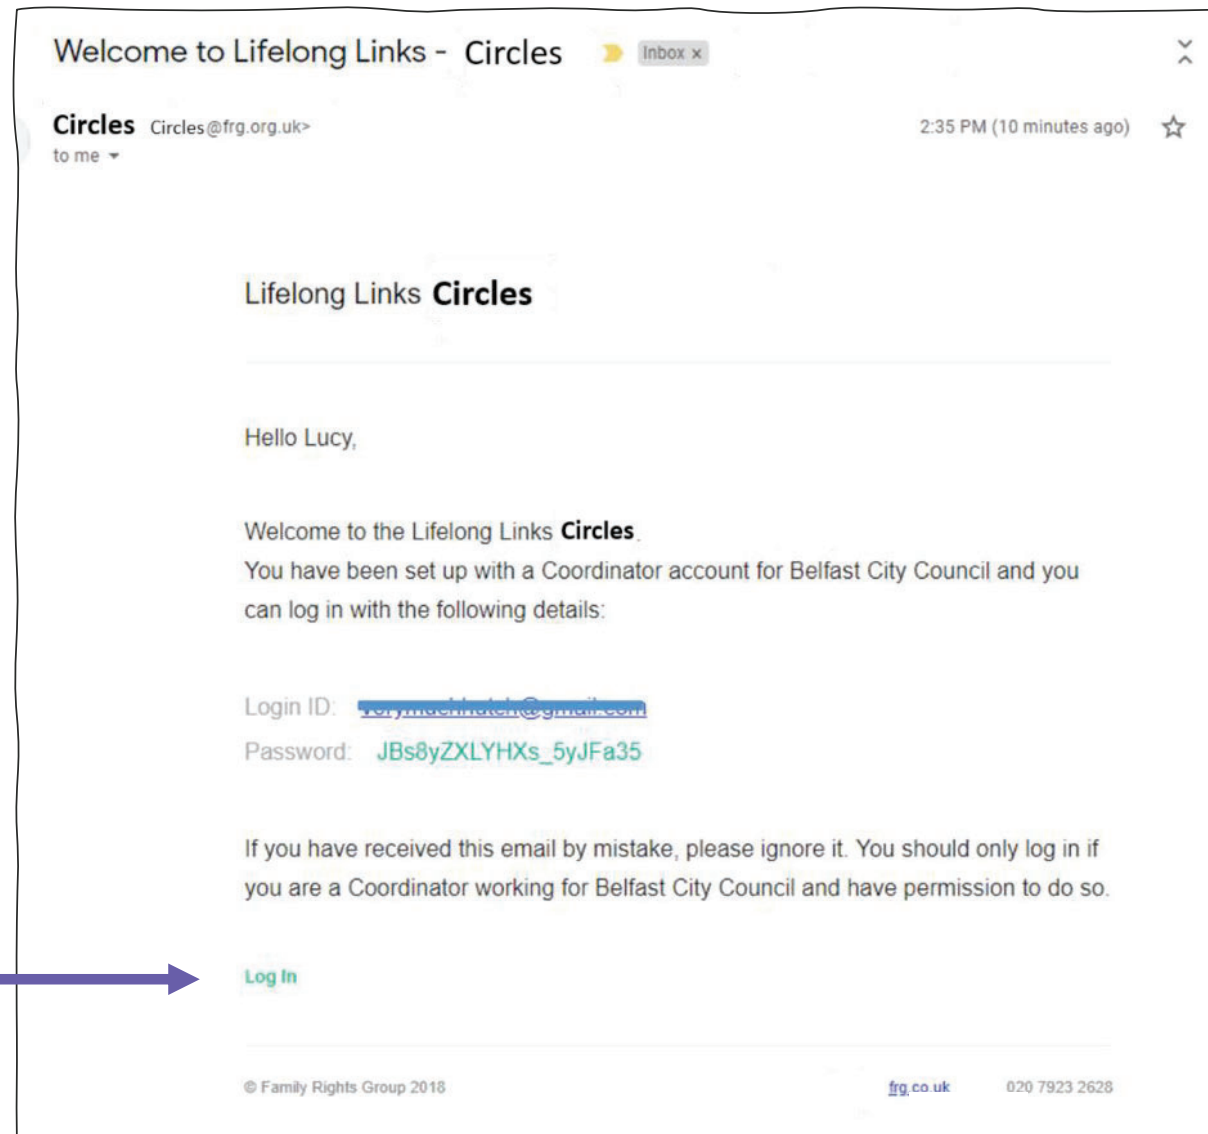 Welcome to Lifelong Links - Circles Inbox x
Circles Circles@frg.org.uk> 2:35 PM (10 minutes ago)
to me
Lifelong Links Circles
Hello Lucy,
Welcome to the Lifelong Links Circles.
You have been set up with a Coordinator account for Belfast City Council and you
can log in with the following details:
Login ID:
Password: JBs8yZXLYHXs_5yJFa35
If you have received this email by mistake, please ignore it. You should only log in if
you are a Coordinator working for Belfast City Council and have permission to do so.
Log In
© Family Rights Group 2018 frg.co.uk 020 7923 2628